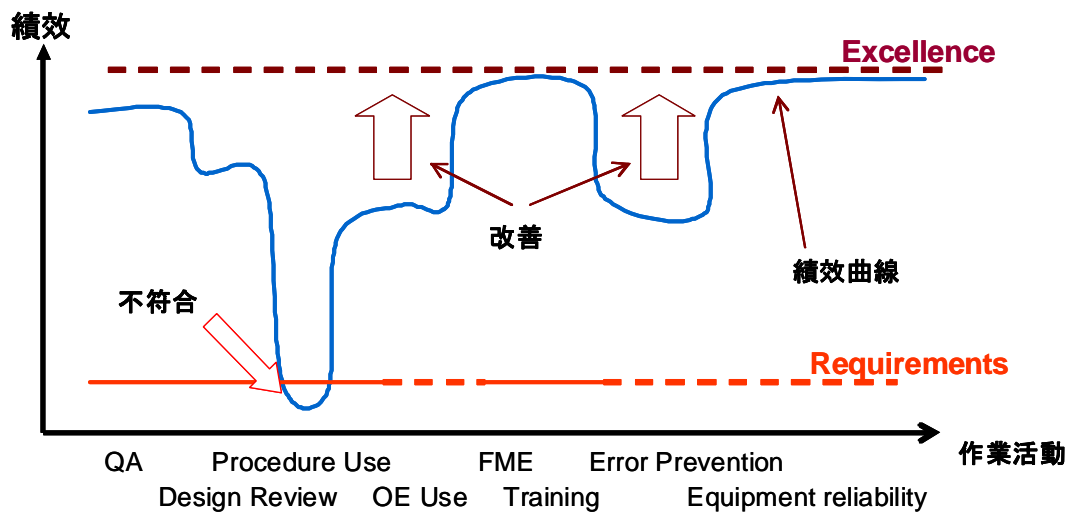 績效
Excellence
改善
績效曲線
不符合
Requirements
作業活動
QA
Procedure Use
FME
Error Prevention
Design Review
OE Use
Training
Equipment reliability